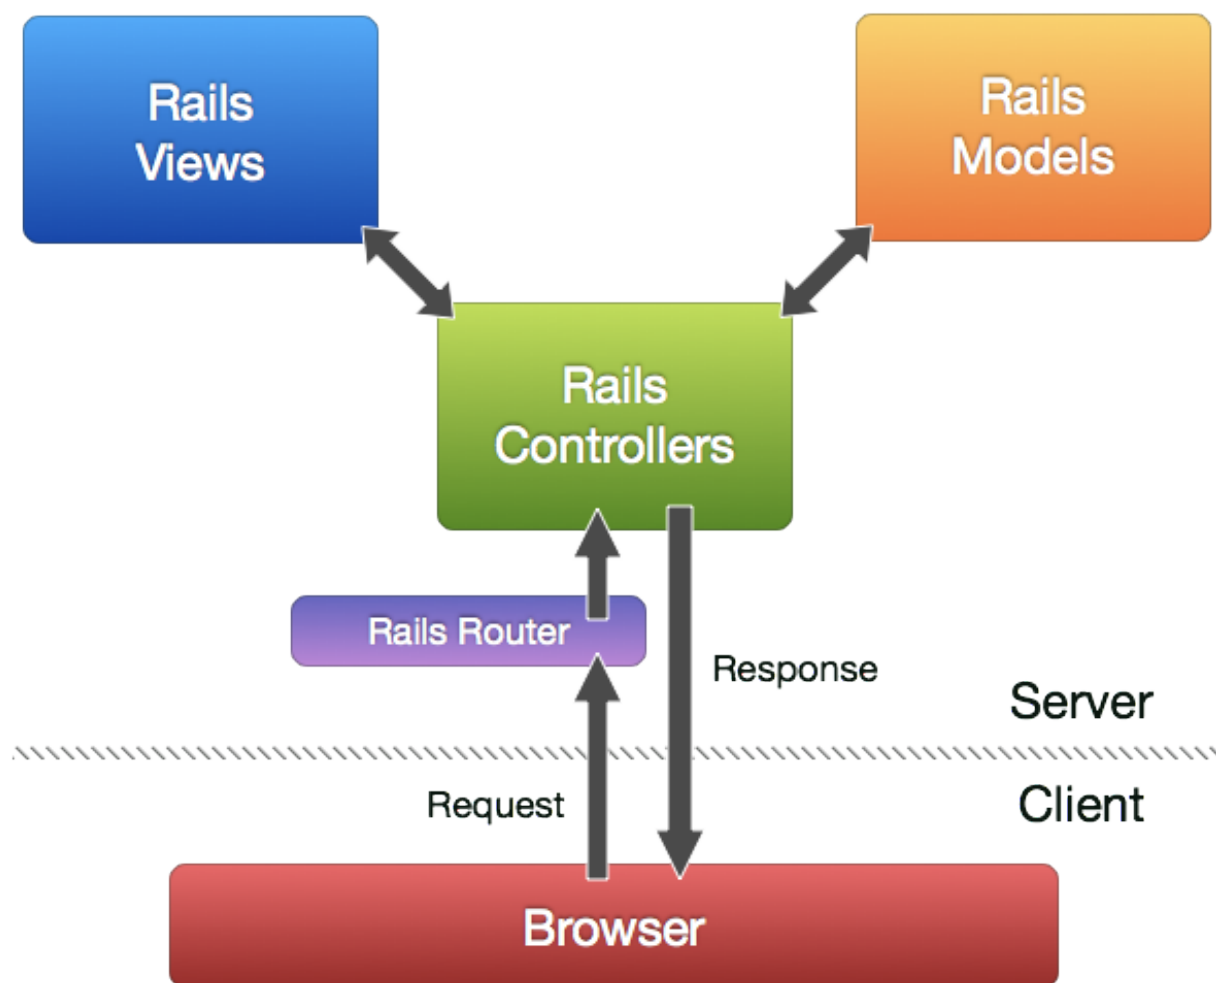 Rails
Views
Rails
Models
Rails
Controllers
Rails Router
Response
Server
Request
Client
Browser